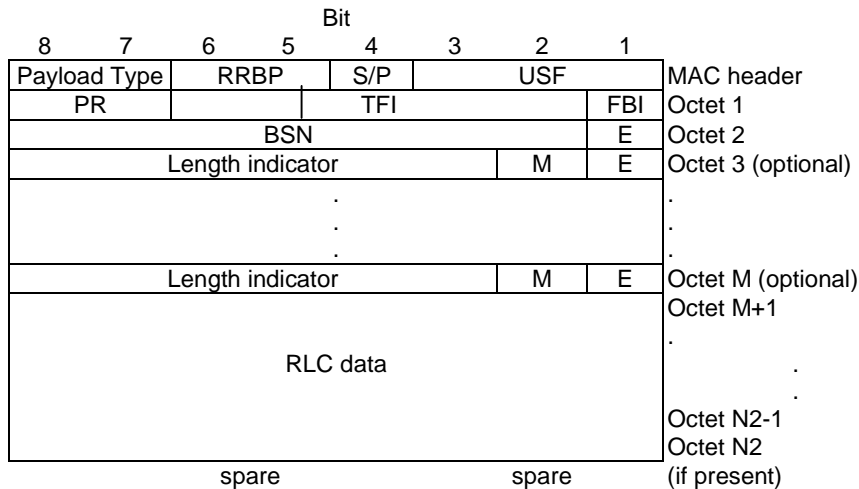 Bit
8 7 6 5 4 3 2 1
Payload Type RRBP S/P USF MAC header
PR TFI FBI Octet 1
BSN E Octet 2
Length indicator M E Octet 3 (optional)
. .
. .
. .
Length indicator M E Octet M (optional)
Octet M+1
.
RLC data .
.
Octet N2-1
Octet N2
spare spare (if present)